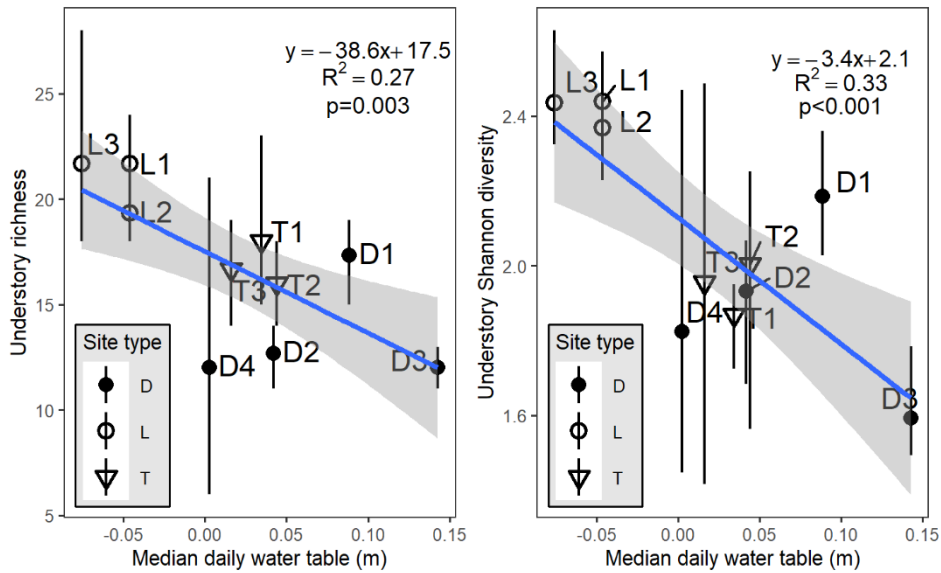 y = −38.6x + 17.5
R² = 0.27
p=0.003
25
20
15
10
5
Understory richness
L3
L1
L2
T1
T3
T2
D1
D4
D2
D3
Site type
D
L
T
-0.05
0.00
0.05
0.10
0.15
Median daily water table (m)
y = −3.4x + 2.1
R² = 0.33
p<0.001
2.4
2.0
1.6
Understory Shannon diversity
L3
L1
L2
D1
T2
T3
D2
D4
T1
D3
Site type
D
L
T
-0.05
0.00
0.05
0.10
0.15
Median daily water table (m)